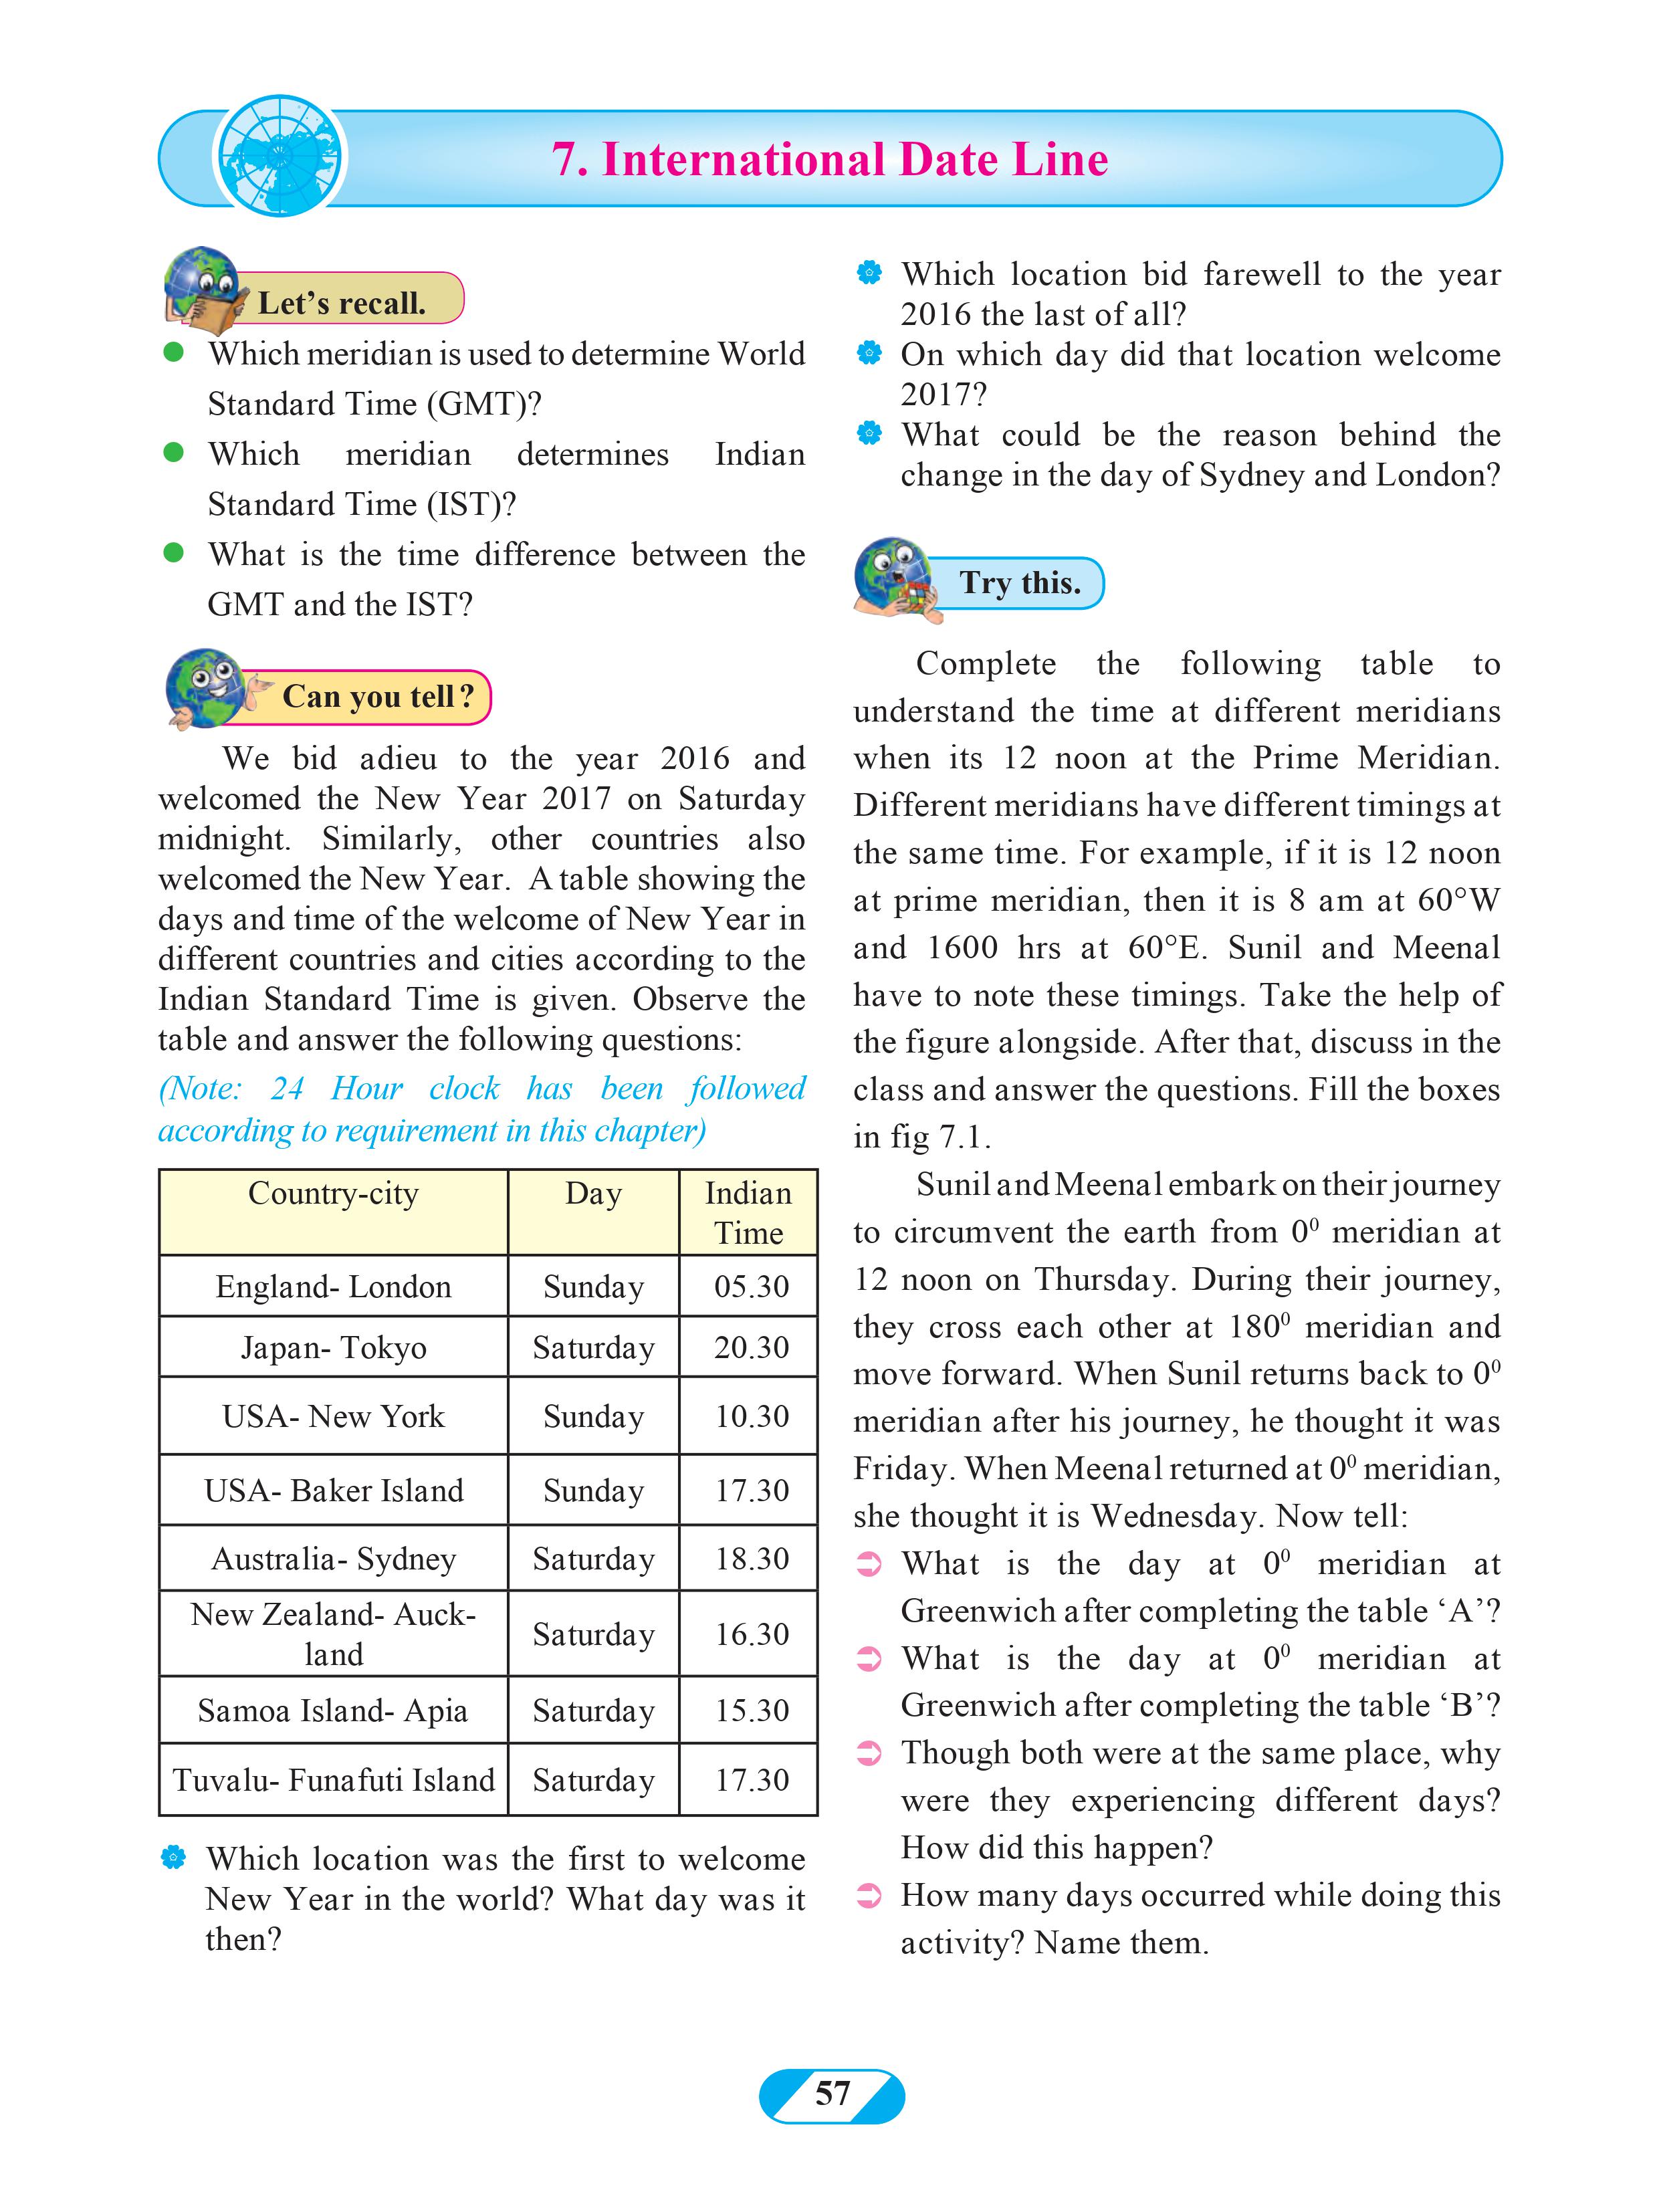 7. International Date Line
Let’s recall.
Which meridian is used to determine World
Standard Time (GMT)?
Which meridian determines Indian
Standard Time (IST)?
What is the time difference between the
GMT and the IST?
Can you tell ?
We bid adieu to the year 2016 and
welcomed the New Year 2017 on Saturday
midnight. Similarly, other countries also
welcomed the New Year. A table showing the
days and time of the welcome of New Year in
different countries and cities according to the
Indian Standard Time is given. Observe the
table and answer the following questions:
(Note: 24 Hour clock has been followed
according to requirement in this chapter)
Country-city Day Indian
Time
England- London Sunday 05.30
Japan- Tokyo Saturday 20.30
USA- New York Sunday 10.30
USA- Baker Island Sunday 17.30
Australia- Sydney Saturday 18.30
New Zealand- Auck-
land Saturday 16.30
Samoa Island- Apia Saturday 15.30
Tuvalu- Funafuti Island Saturday 17.30
Which location was the first to welcome
New Year in the world? What day was it
then?
Which location bid farewell to the year
2016 the last of all?
On which day did that location welcome
2017?
What could be the reason behind the
change in the day of Sydney and London?
Try this.
Complete the following table to
understand the time at different meridians
when its 12 noon at the Prime Meridian.
Different meridians have different timings at
the same time. For example, if it is 12 noon
at prime meridian, then it is 8 am at 60°W
and 1600 hrs at 60°E. Sunil and Meenal
have to note these timings. Take the help of
the figure alongside. After that, discuss in the
class and answer the questions. Fill the boxes
in fig 7.1.
Sunil and Meenal embark on their journey
to circumvent the earth from 0⁰ meridian at
12 noon on Thursday. During their journey,
they cross each other at 180⁰ meridian and
move forward. When Sunil returns back to 0⁰
meridian after his journey, he thought it was
Friday. When Meenal returned at 0⁰ meridian,
she thought it is Wednesday. Now tell:
What is the day at 0⁰ meridian at
Greenwich after completing the table ‘A’?
What is the day at 0⁰ meridian at
Greenwich after completing the table ‘B’?
Though both were at the same place, why
were they experiencing different days?
How did this happen?
How many days occurred while doing this
activity? Name them.
57